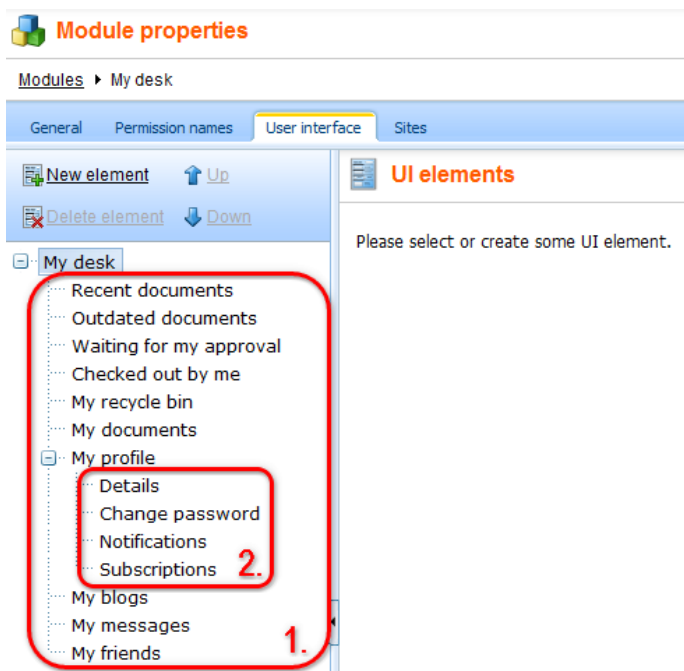 Module properties
Modules My desk
General Permission names User interface Sites
New element Up
Delete element Down
UI elements
Please select or create some UI element.
My desk
Recent documents
Outdated documents
Waiting for my approval
Checked out by me
My recycle bin
My documents
My profile
Details
Change password
Notifications
Subscriptions
2.
My blogs
My messages
My friends
1.